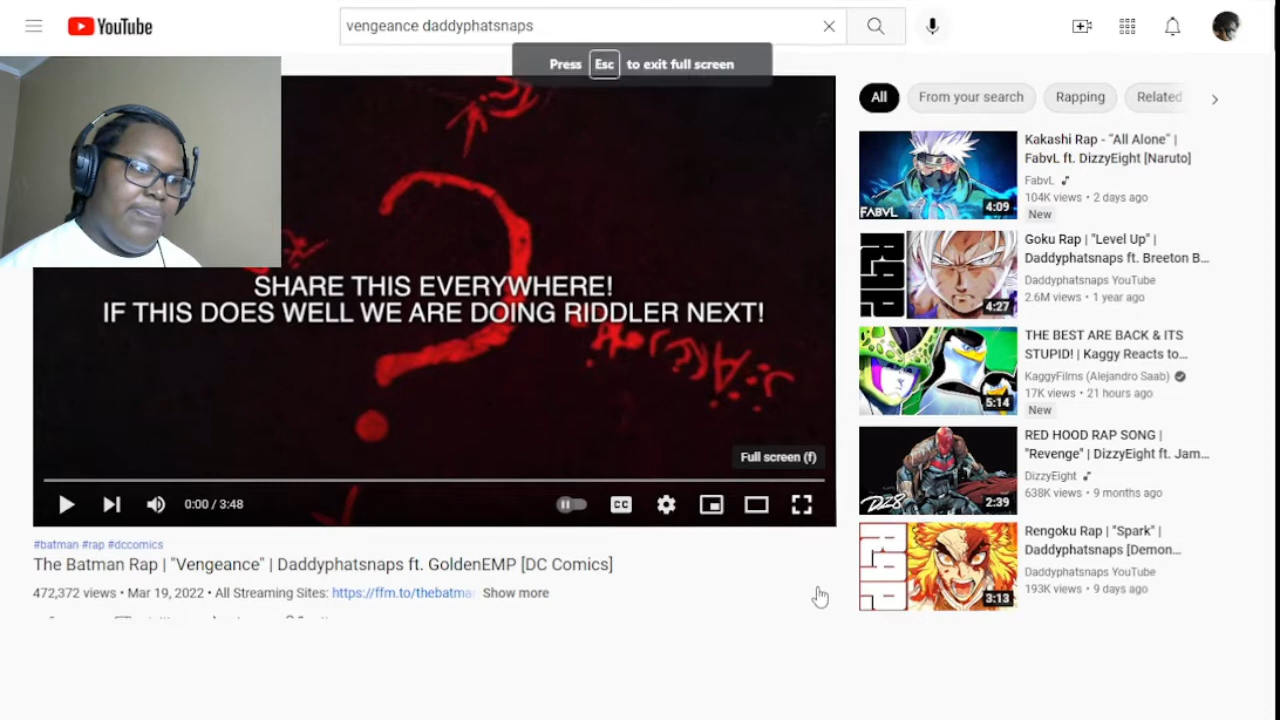 YouTube
vengeance daddyphatsnaps
Press Esc to exit full screen
SHARE THIS EVERYWHERE!
IF THIS DOES WELL WE ARE DOING RIDDLER NEXT!
Full screen (f)
0:00 / 3:48
CC
#batman #rap #dccomics
The Batman Rap | "Vengeance" | Daddyphatsnaps ft. GoldenEMP [DC Comics]
472,372 views • Mar 19, 2022 • All Streaming Sites: https://ffm.to/thebatma
Show more
All
From your search
Rapping
Related
FABVL
4:09
Kakashi Rap - "All Alone" |
FabvL ft. DizzyEight [Naruto]
FabvL
104K views • 2 days ago
New
RAP
4:27
Goku Rap | "Level Up" |
Daddyphatsnaps ft. Breeton B...
Daddyphatsnaps YouTube
2.6M views • 1 year ago
5:14
THE BEST ARE BACK & ITS
STUPID! | Kaggy Reacts to...
KaggyFilms (Alejandro Saab)
17K views • 21 hours ago
New
DZ8
2:39
RED HOOD RAP SONG |
"Revenge" | DizzyEight ft. Jam...
DizzyEight
638K views • 9 months ago
RAP
3:13
Rengoku Rap | "Spark" |
Daddyphatsnaps [Demon...
Daddyphatsnaps YouTube
193K views • 9 days ago